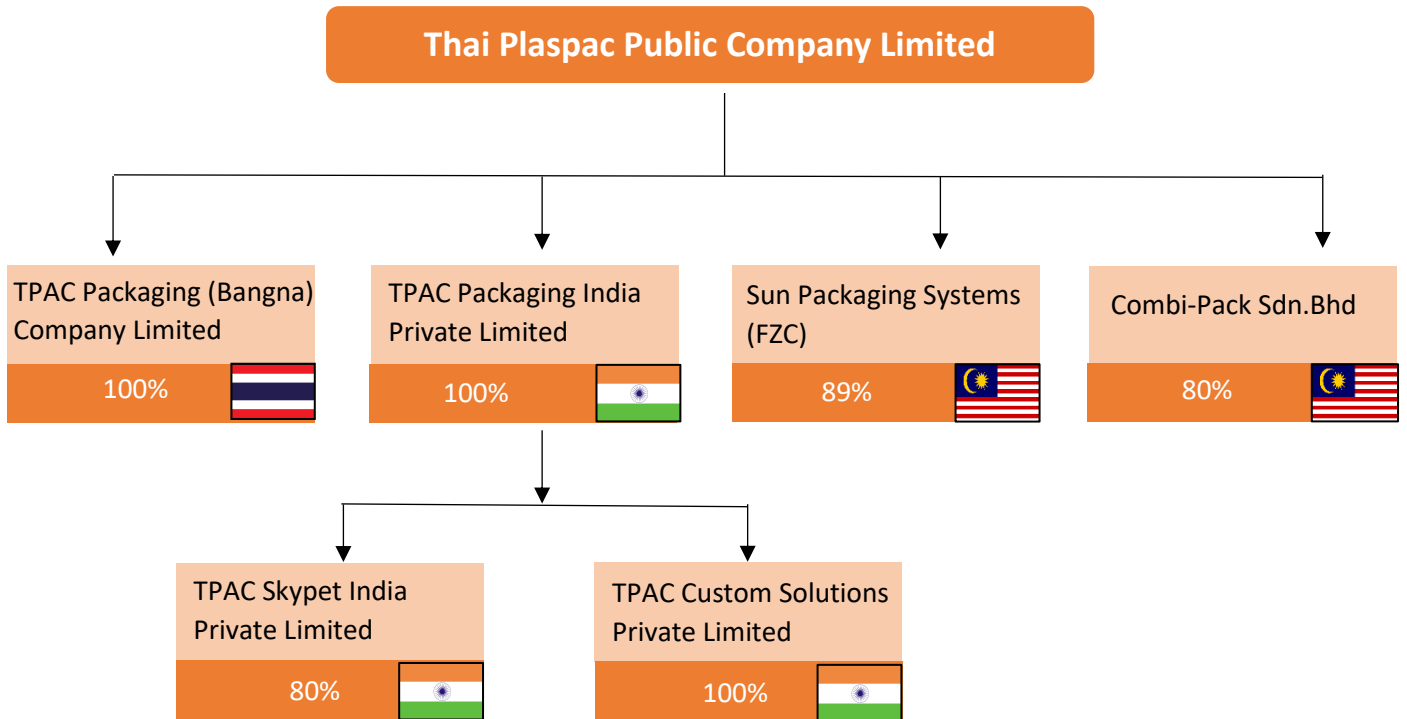 Thai Plaspac Public Company Limited
TPAC Packaging (Bangna)
Company Limited
100%
TPAC Packaging India
Private Limited
100%
Sun Packaging Systems
(FZC)
89%
Combi-Pack Sdn.Bhd
80%
TPAC Skypet India
Private Limited
80%
TPAC Custom Solutions
Private Limited
100%